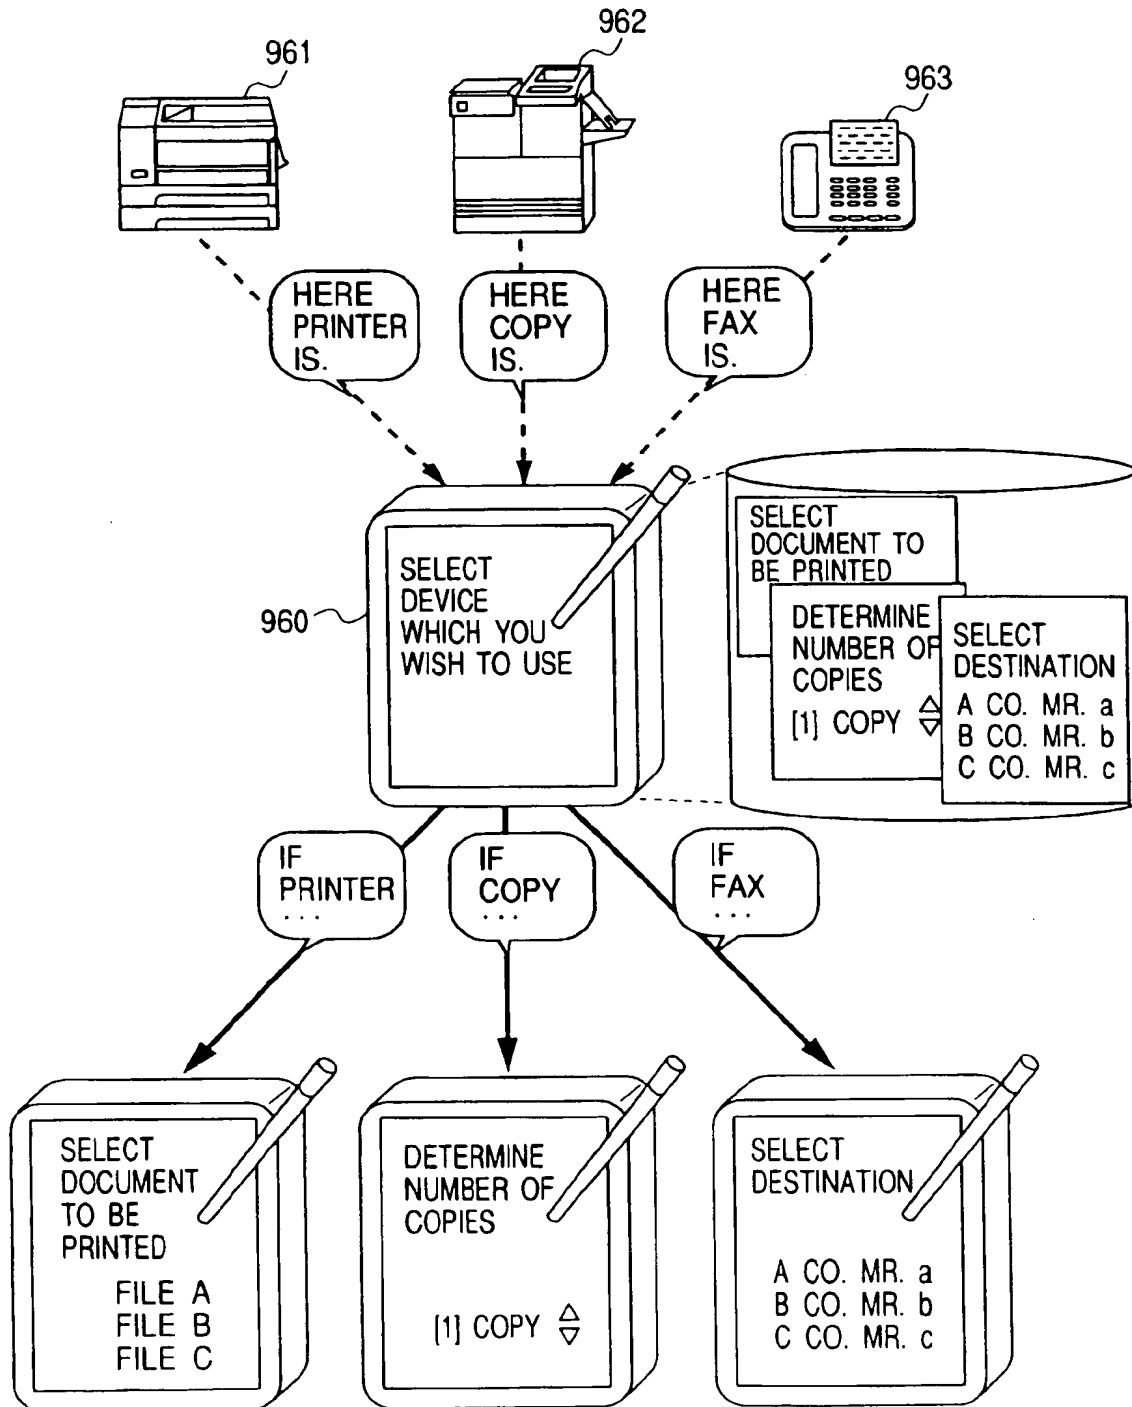 961
962
963
HERE
PRINTER
IS.
HERE
COPY
IS.
HERE
FAX
IS.
960
SELECT
DEVICE
WHICH YOU
WISH TO USE
SELECT
DOCUMENT TO
BE PRINTED
DETERMINE
NUMBER OF
COPIES
[1] COPY
SELECT
DESTINATION
A CO. MR. a
B CO. MR. b
C CO. MR. c
IF
PRINTER
...
IF
COPY
...
IF
FAX
...
SELECT
DOCUMENT
TO BE
PRINTED
FILE A
FILE B
FILE C
DETERMINE
NUMBER OF
COPIES
[1] COPY
SELECT
DESTINATION
A CO. MR. a
B CO. MR. b
C CO. MR. c